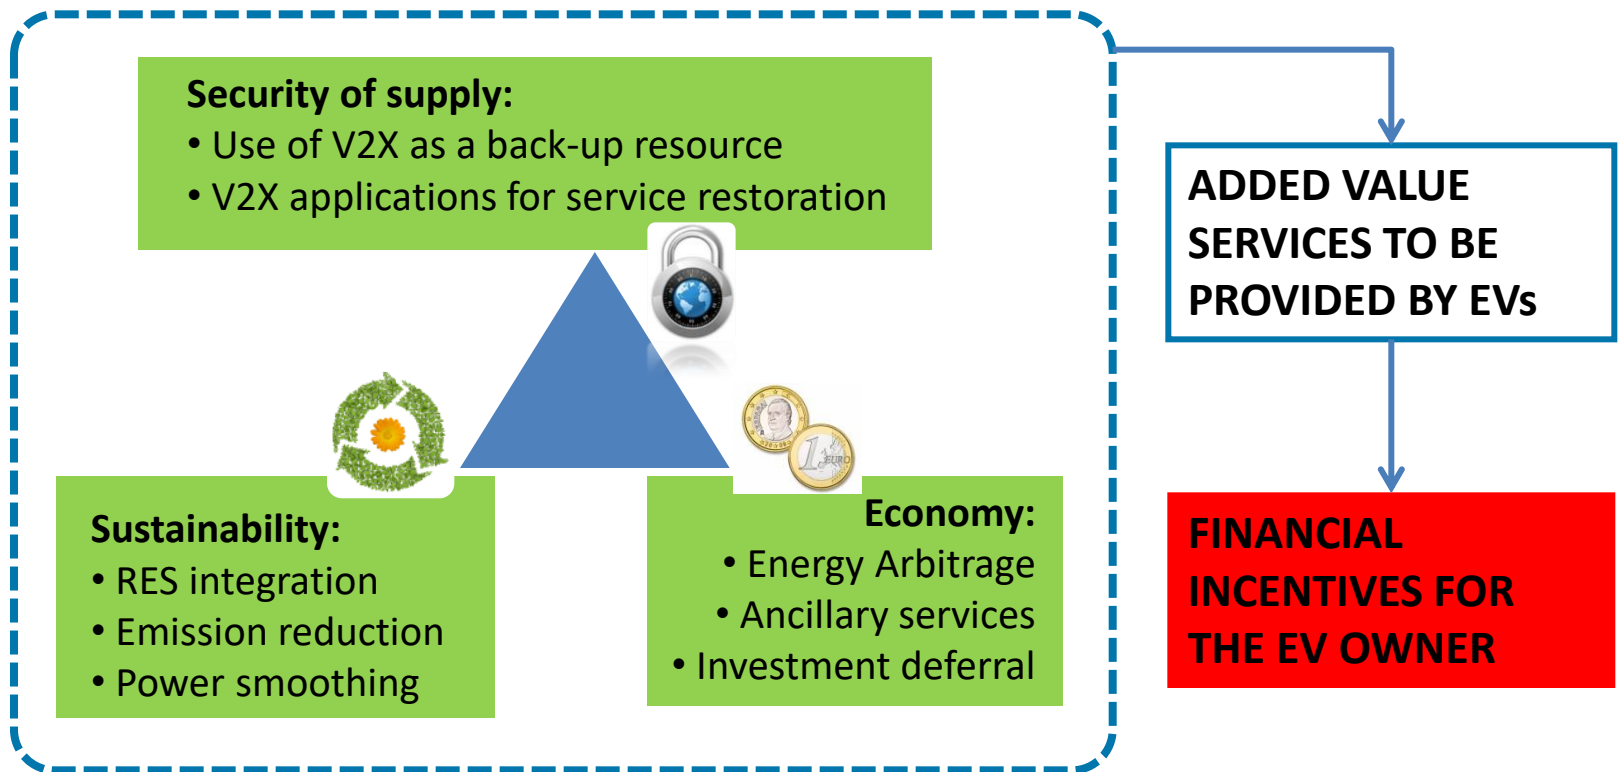 Security of supply:
• Use of V2X as a back-up resource
• V2X applications for service restoration
Sustainability:
• RES integration
• Emission reduction
• Power smoothing
Economy:
• Energy Arbitrage
• Ancillary services
• Investment deferral
ADDED VALUE
SERVICES TO BE
PROVIDED BY EVs
FINANCIAL
INCENTIVES FOR
THE EV OWNER
1
EURO